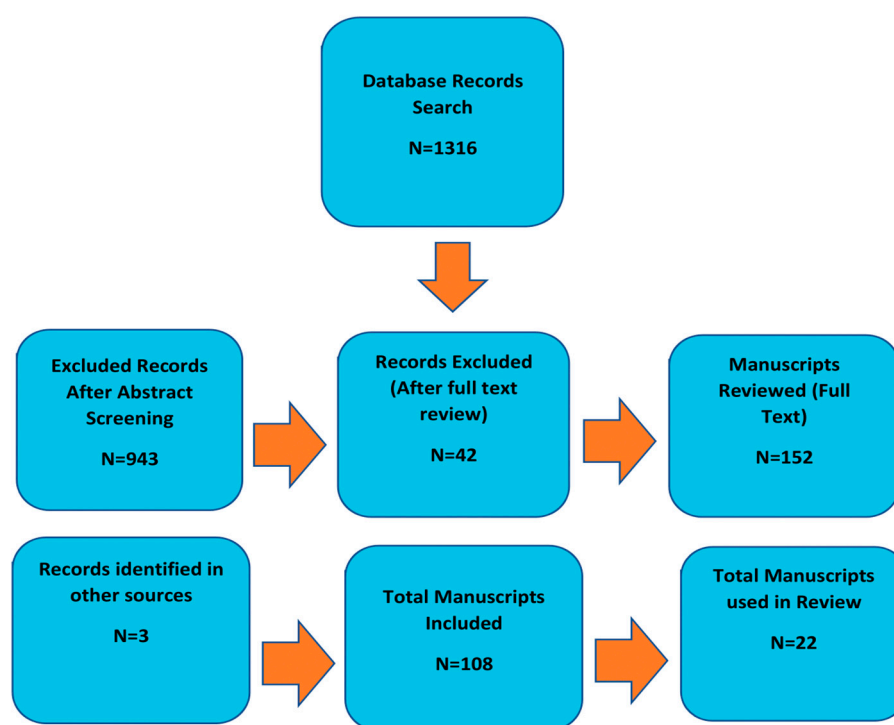 Database Records
Search
N=1316
Excluded Records
After Abstract
Screening
N=943
Records Excluded
(After full text
review)
N=42
Manuscripts
Reviewed (Full
Text)
N=152
Records identified in
other sources
N=3
Total Manuscripts
Included
N=108
Total Manuscripts
used in Review
N=22